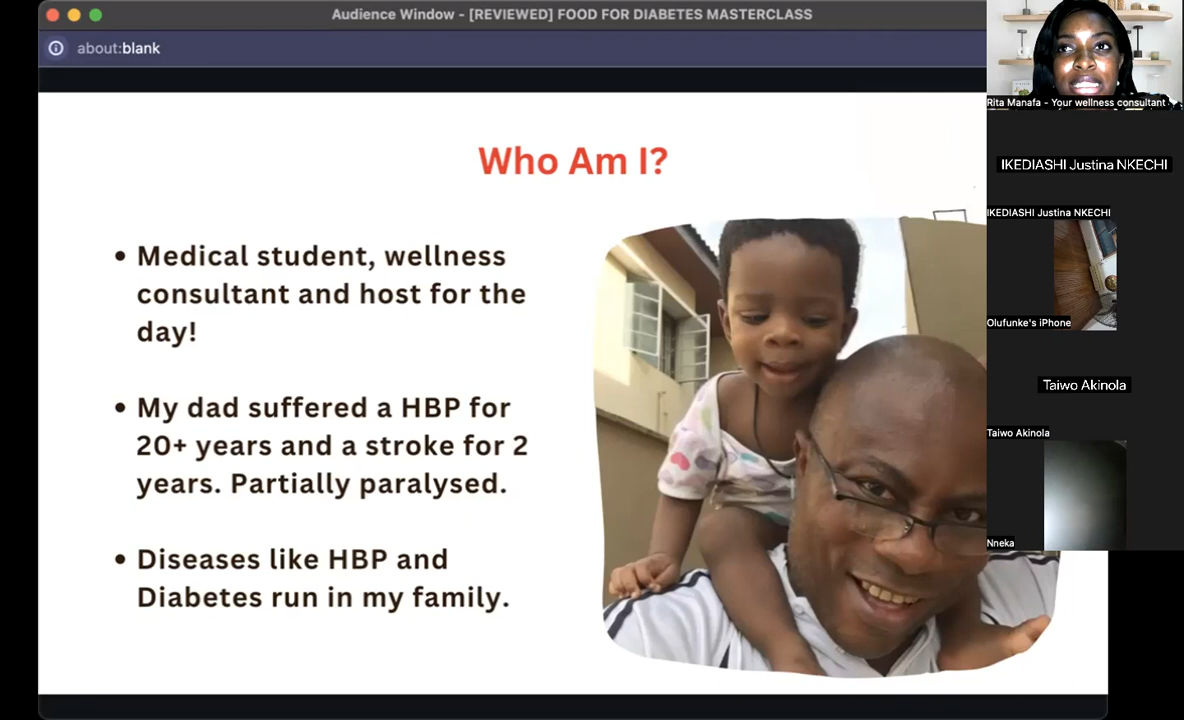 Audience Window - [REVIEWED] FOOD FOR DIABETES MASTERCLASS
about:blank
Who Am I?
• Medical student, wellness
consultant and host for the
day!
• My dad suffered a HBP for
20+ years and a stroke for 2
years. Partially paralysed.
• Diseases like HBP and
Diabetes run in my family.
Rita Manafa - Your wellness consultant
IKEDIASHI Justina NKECHI
IKEDIASHI Justina NKECHI
Olufunke's iPhone
Taiwo Akinola
Taiwo Akinola
Nneka